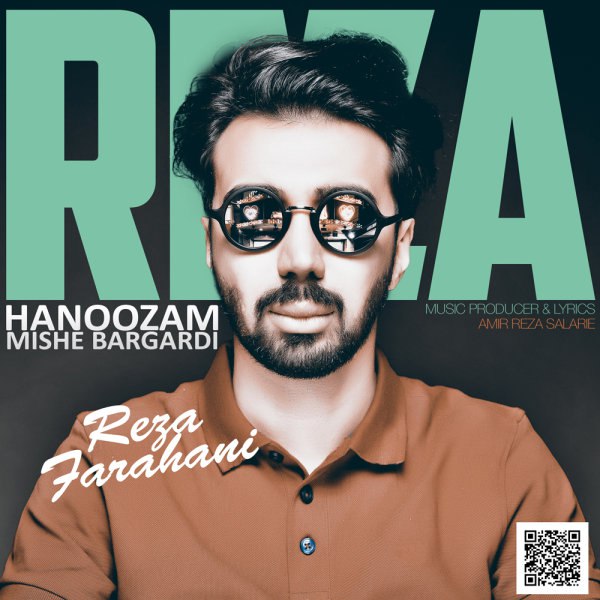 REZA
HANOOZAM
MISHE BARGARDI
MUSIC PRODUCER & LYRICS
AMIR REZA SALARIE
Reza
Farahani